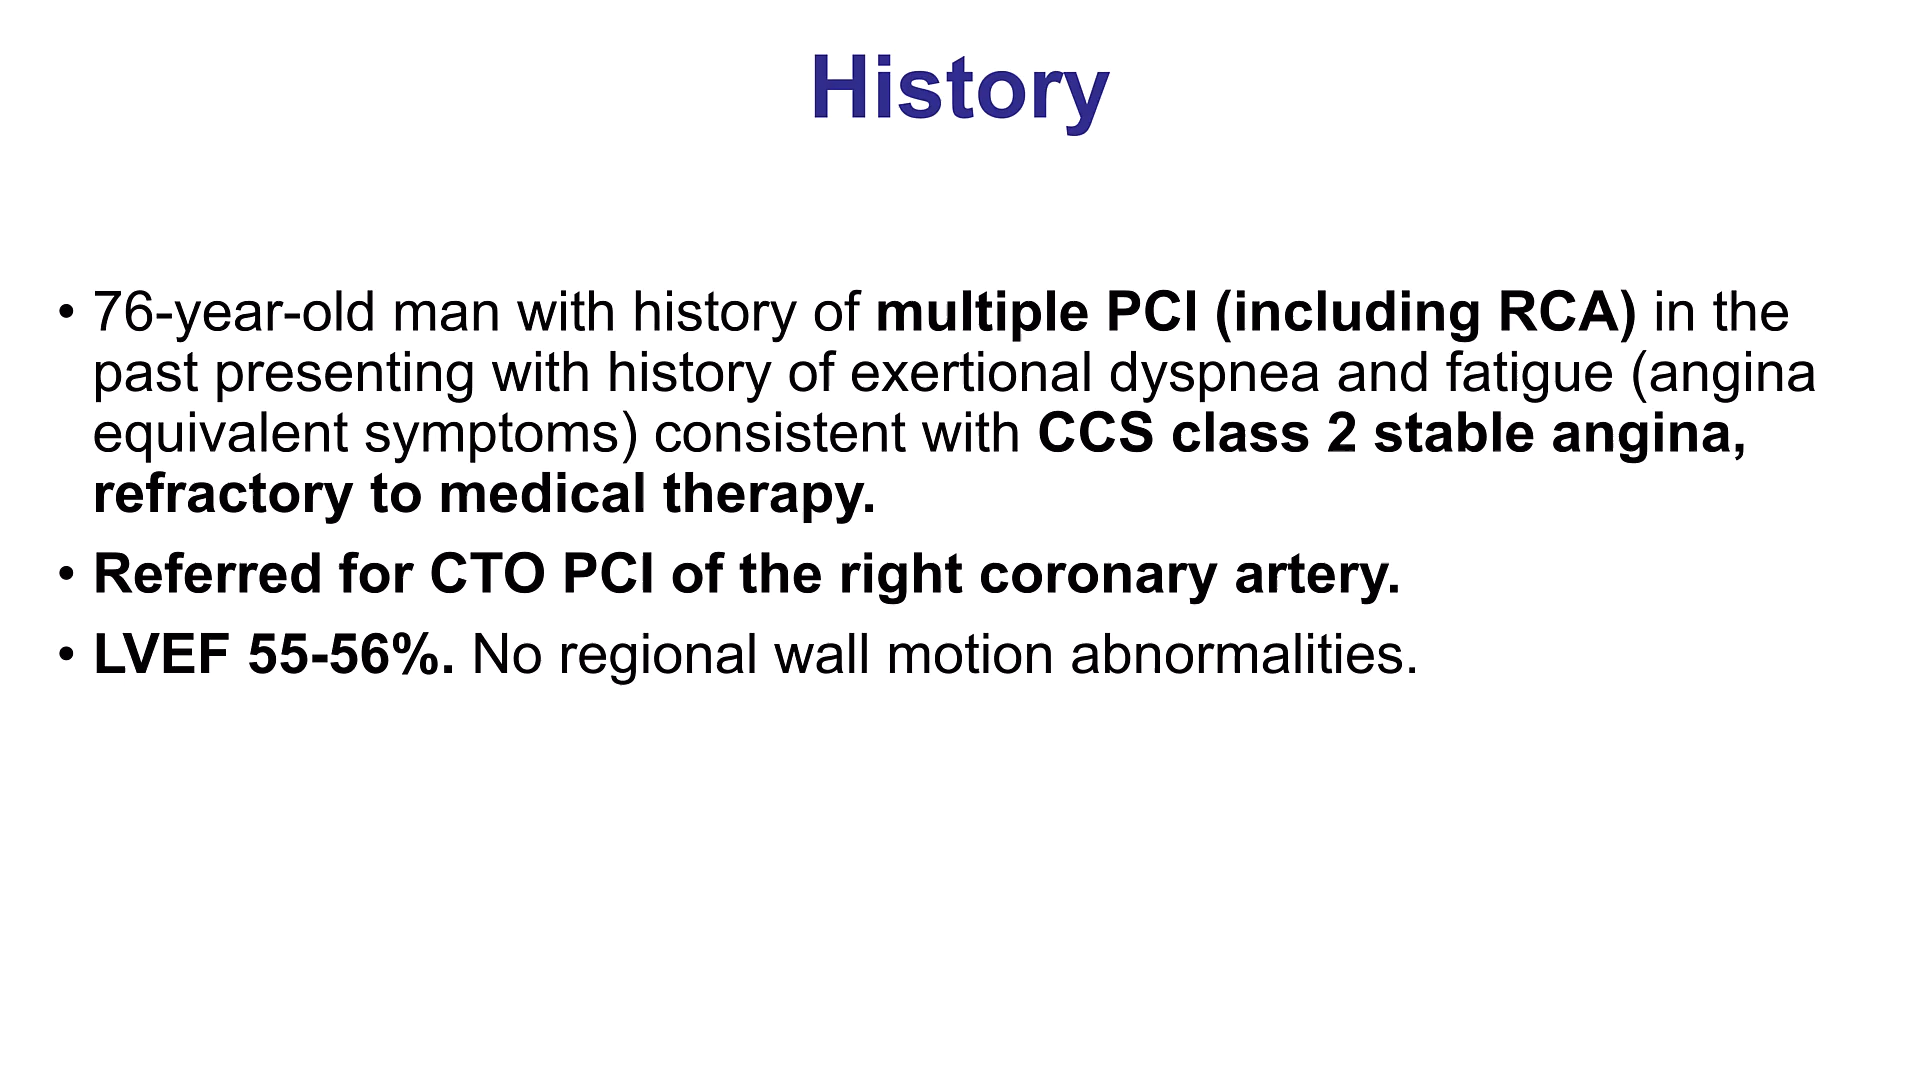 History
• 76-year-old man with history of multiple PCI (including RCA) in the
past presenting with history of exertional dyspnea and fatigue (angina
equivalent symptoms) consistent with CCS class 2 stable angina,
refractory to medical therapy.
• Referred for CTO PCI of the right coronary artery.
• LVEF 55-56%. No regional wall motion abnormalities.